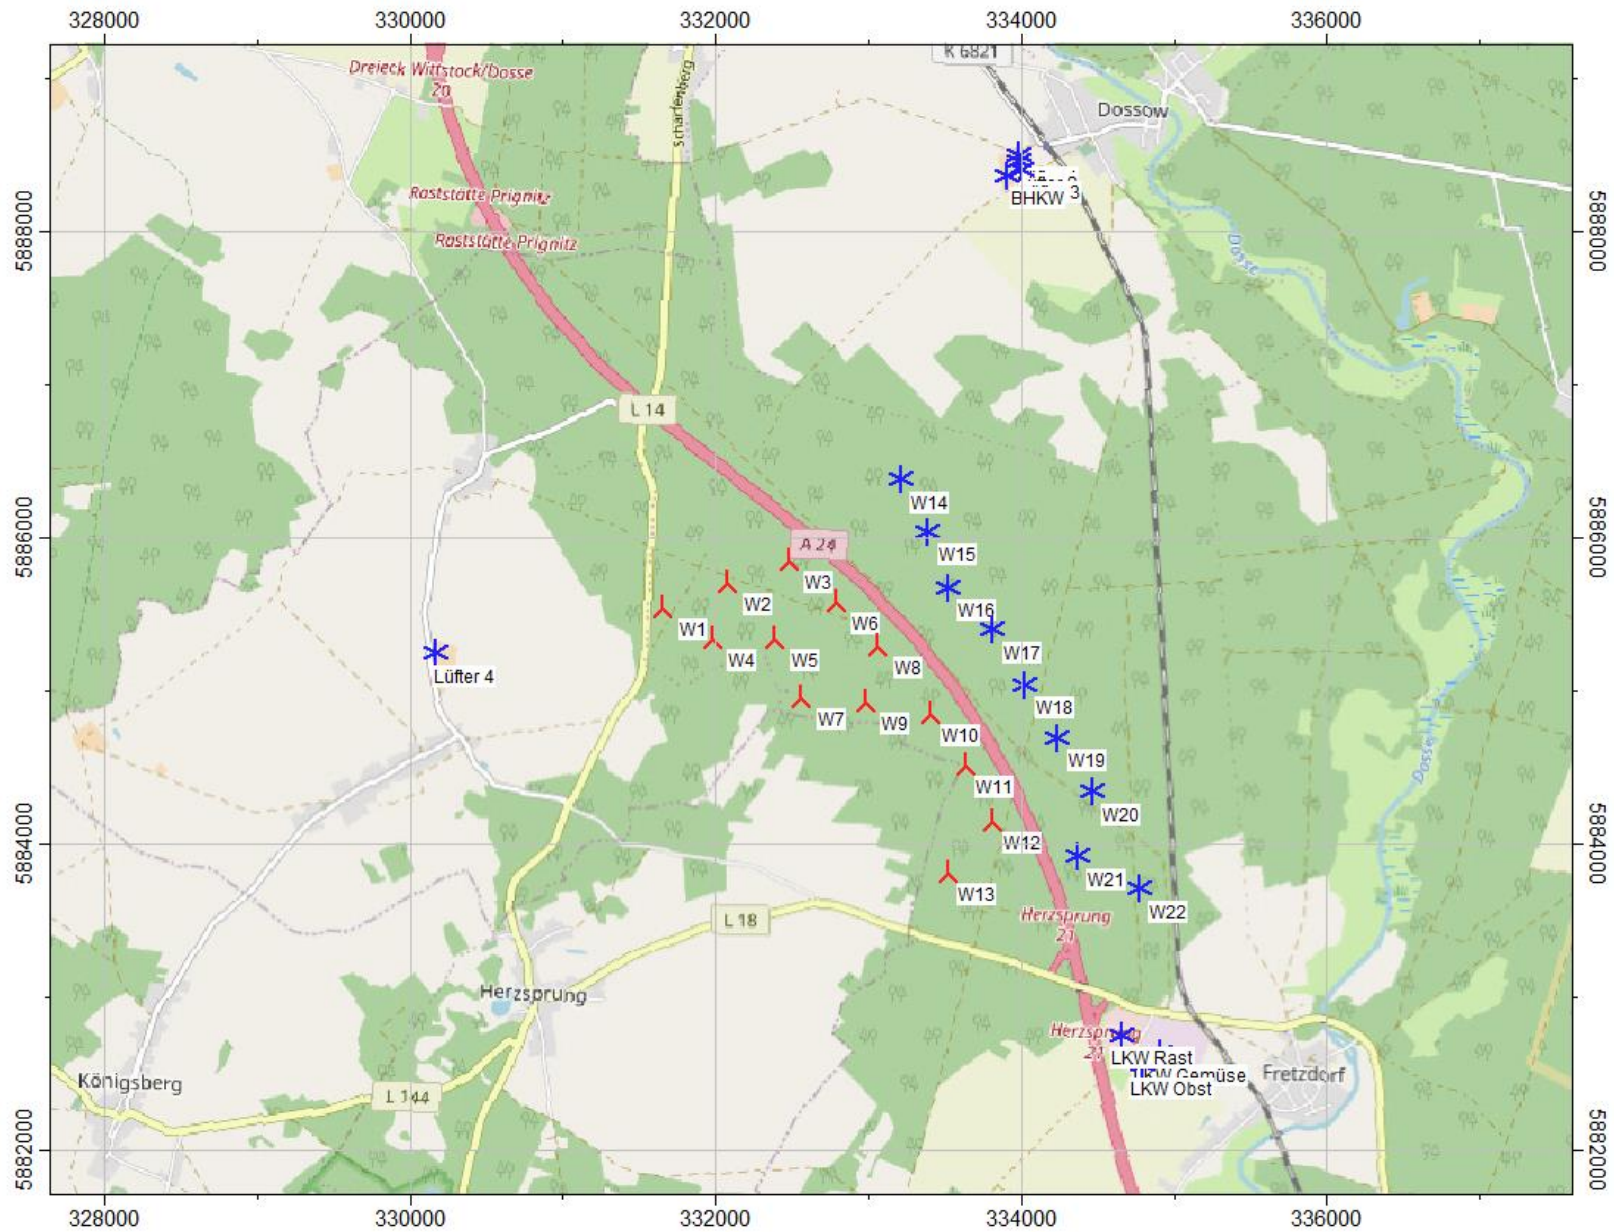 328000
330000
332000
334000
336000
K 6821
Dreieck Wittstock/Dosse
20
Scharfenberg
Dossow
Raststätte Prignitz
BHKW
3
5888000
5888000
Raststätte Prignitz
Dosse
L 14
W14
5886000
A 24
5886000
W15
W3
W2
W16
W1
W6
W17
W4
W5
W8
Lüfter 4
W18
W7
W9
W10
Dosse
W19
W11
W20
5884000
W12
5884000
W21
W13
W22
Herzsprung
21
L 18
Herzsprung
Herzsprung
21
LKW Rast
LKW Gemüse
LKW Obst
Fretzdorf
Königsberg
L 144
5882000
5882000
328000
330000
332000
334000
336000